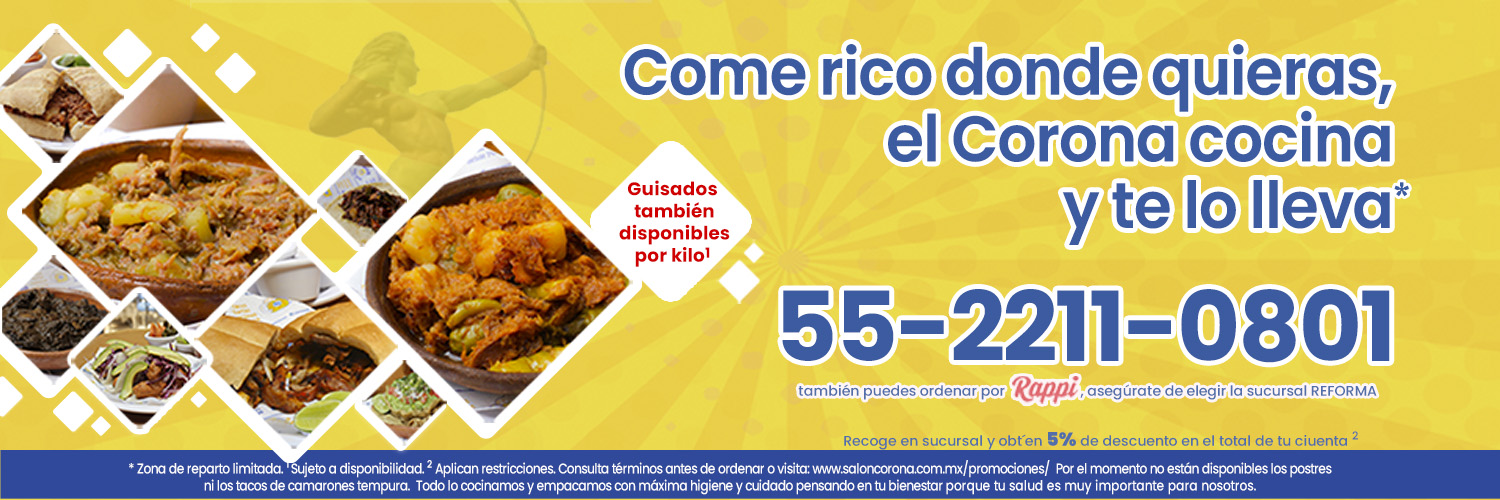 Come rico donde quieras,
el Corona cocina
y te lo lleva*
Guisados
también
disponibles
por kilo¹
55-2211-0801
también puedes ordenar por Rappi, asegúrate de elegir la sucursal REFORMA
Recoge en sucursal y obt´en 5% de descuento en el total de tu ciuenta ²
* Zona de reparto limitada. ¹Sujeto a disponibilidad. ² Aplican restricciones. Consulta términos antes de ordenar o visita: www.saloncorona.com.mx/promociones/ Por el momento no están disponibles los postres
ni los tacos de camarones tempura. Todo lo cocinamos y empacamos con máxima higiene y cuidado pensando en tu bienestar porque tu salud es muy importante para nosotros.